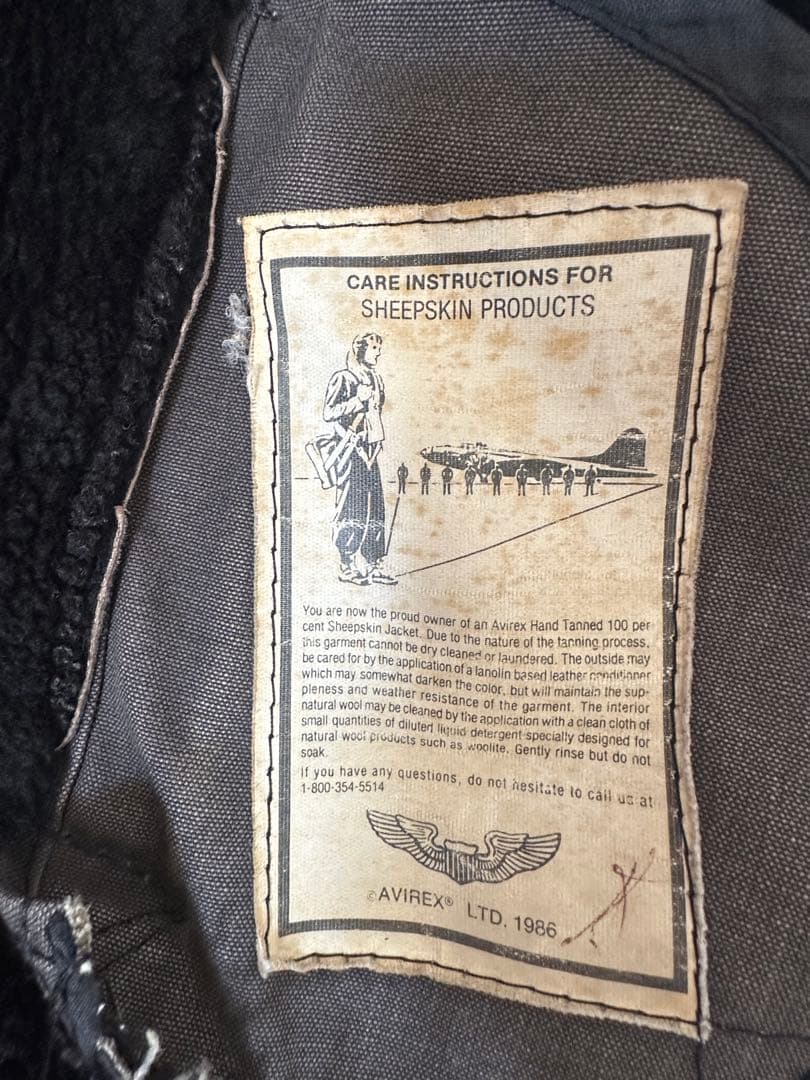 CARE INSTRUCTIONS FOR
SHEEPSKIN PRODUCTS
You are now the proud owner of an Avirex Hand Tanned 100 per
cent Sheepskin Jacket. Due to the nature of the tanning process,
this garment cannot be dry cleaned or laundered. The outside may
be cared for by the application of a lanolin based leather conditioner
which may somewhat darken the color, but will maintain the sup-
pleness and weather resistance of the garment. The interior
natural wool may be cleaned by the application with a clean cloth of
small quantities of diluted liquid detergent specially designed for
natural wool products such as woolite. Gently rinse but do not
soak.
If you have any questions, do not hesitate to call us at
1-800-354-5514
©AVIREX® LTD. 1986